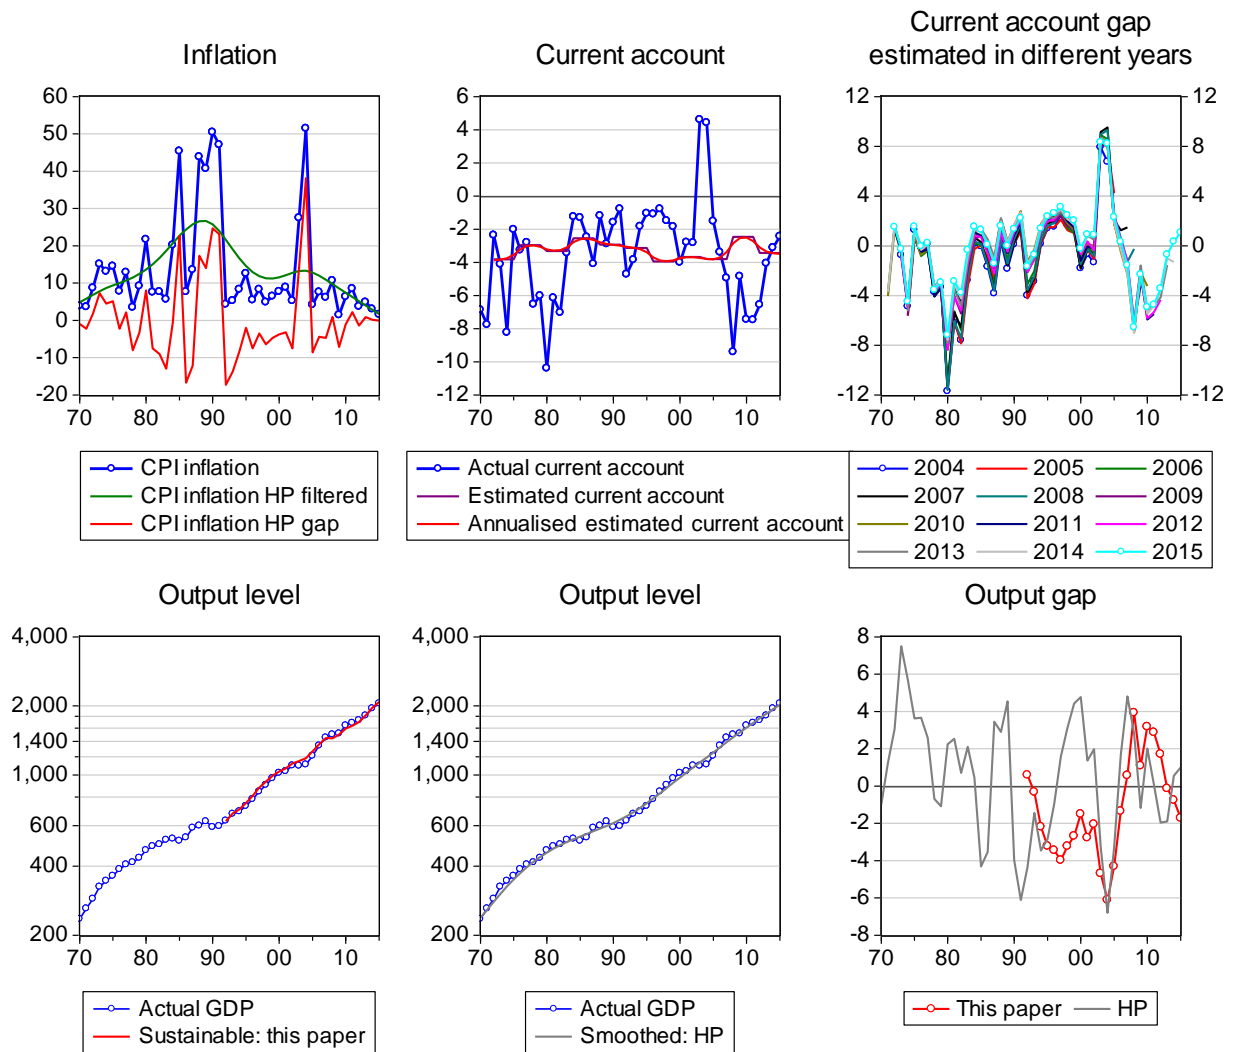 Inflation
60
50
40
30
20
10
0
-10
-20
70 80 90 00 10
CPI inflation
CPI inflation HP filtered
CPI inflation HP gap
Current account
6
4
2
0
-2
-4
-6
-8
-10
-12
70 80 90 00 10
Actual current account
Estimated current account
Annualised estimated current account
Current account gap
estimated in different years
12 12
8 8
4 4
0 0
-4 -4
-8 -8
-12 -12
70 80 90 00 10
2004 2005 2006
2007 2008 2009
2010 2011 2012
2013 2014 2015
Output level
4,000
2,000
1,400
1,000
600
400
200
70 80 90 00 10
Actual GDP
Sustainable: this paper
Output level
4,000
2,000
1,400
1,000
600
400
200
70 80 90 00 10
Actual GDP
Smoothed: HP
Output gap
8
6
4
2
0
-2
-4
-6
-8
70 80 90 00 10
This paper HP